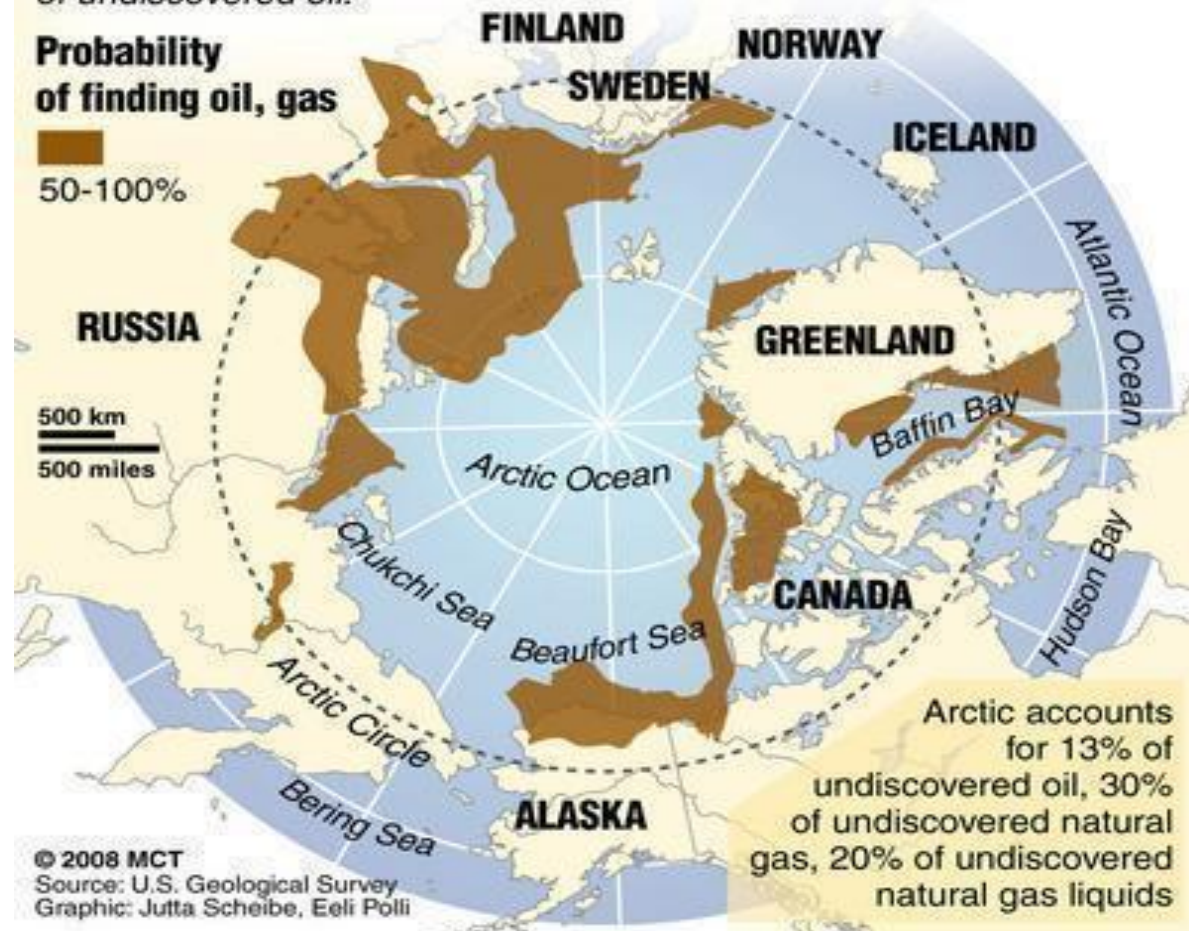 of undiscovered oil.
Probability
of finding oil, gas
50-100%
FINLAND
NORWAY
SWEDEN
ICELAND
Atlantic Ocean
RUSSIA
GREENLAND
500 km
500 miles
Baffin Bay
Arctic Ocean
Chukchi Sea
CANADA
Hudson Bay
Beaufort Sea
Arctic Circle
Bering Sea
ALASKA
Arctic accounts
for 13% of
undiscovered oil, 30%
of undiscovered natural
gas, 20% of undiscovered
natural gas liquids
© 2008 MCT
Source: U.S. Geological Survey
Graphic: Jutta Scheibe, Eeli Polli